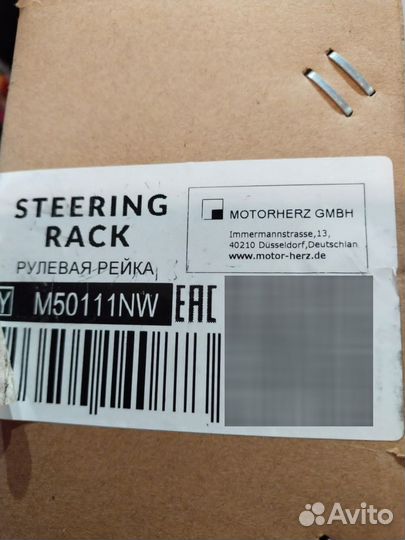 STEERING
RACK
РУЛЕВАЯ РЕЙКА
MOTORHERZ GMBH
Immermannstrasse,13,
40210 Düsseldorf,Deutschlan
www.motor-herz.de
Y M50111NW EAC
Avito